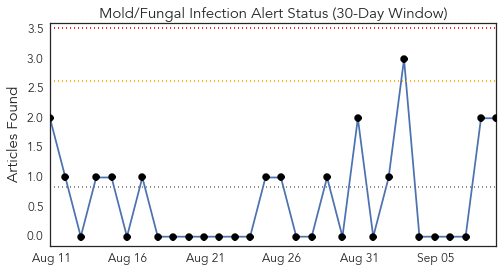 Mold/Fungal Infection Alert Status (30-Day Window)
3.5
3.0
2.5
2.0
1.5
1.0
0.5
0.0
Articles Found
Aug 11
Aug 16
Aug 21
Aug 26
Aug 31
Sep 05